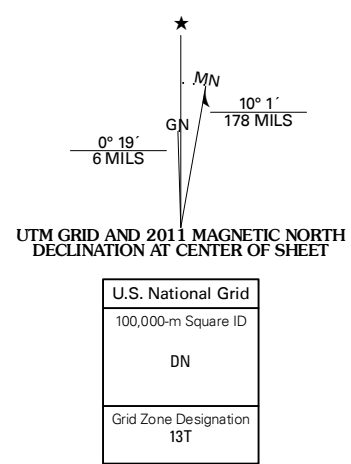 ★
MN
GN
10° 1´
178 MILS
0° 19´
6 MILS
UTM GRID AND 2011 MAGNETIC NORTH
DECLINATION AT CENTER OF SHEET
U.S. National Grid
100,000-m Square ID
DN
Grid Zone Designation
13T